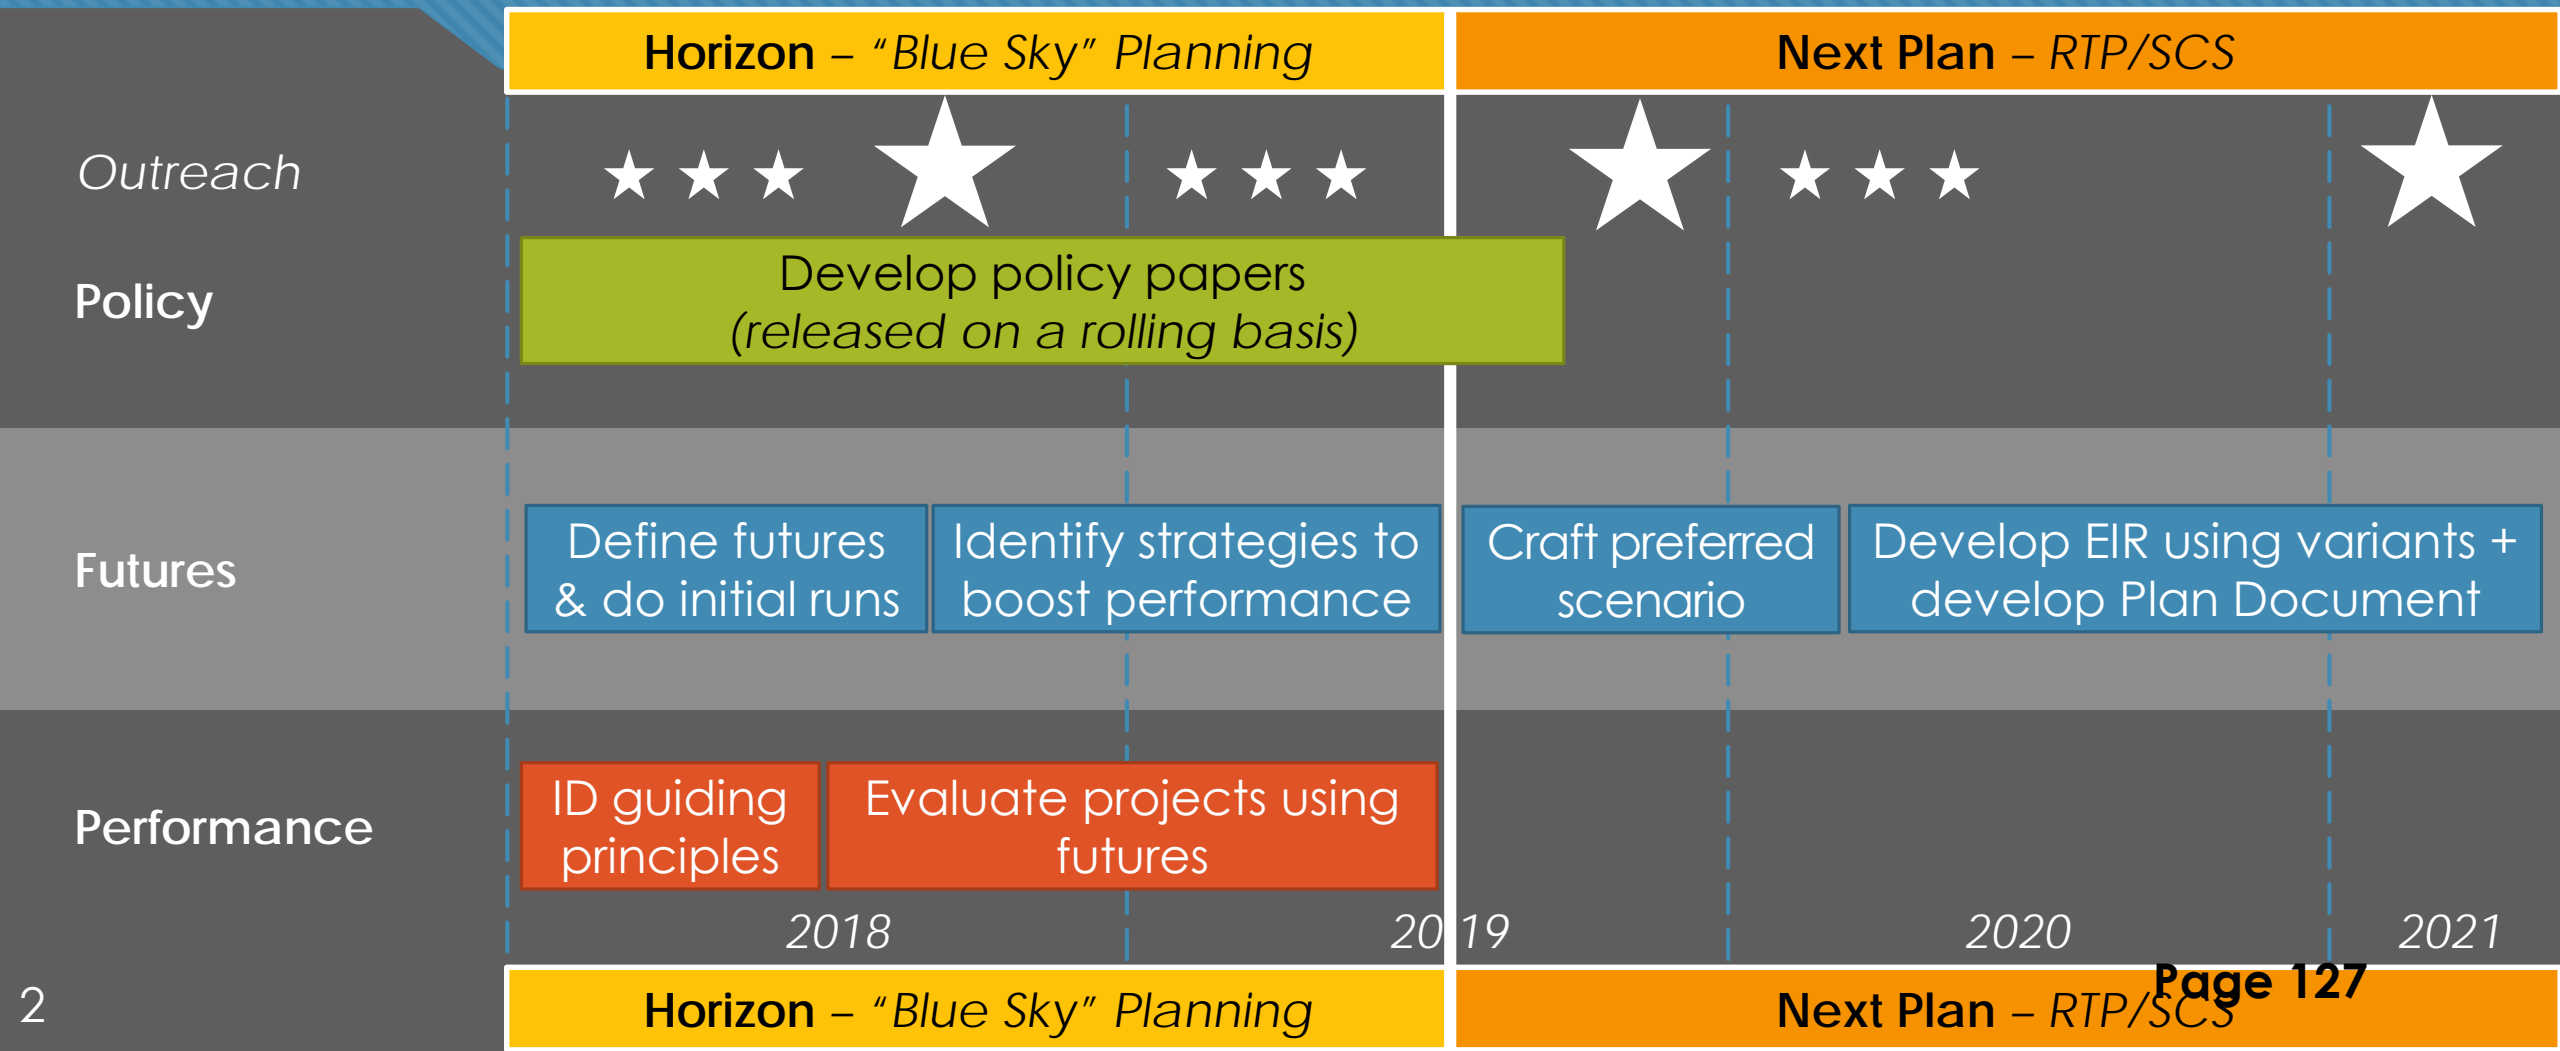 Horizon – “Blue Sky” Planning
Next Plan – RTP/SCS
Outreach
Policy
Develop policy papers
(released on a rolling basis)
Futures
Define futures
& do initial runs
Identify strategies to
boost performance
Craft preferred
scenario
Develop EIR using variants +
develop Plan Document
Performance
ID guiding
principles
Evaluate projects using
futures
2018
2019
2020
2021
2
Horizon – “Blue Sky” Planning
Next Plan – RTP/SCS
Page 127